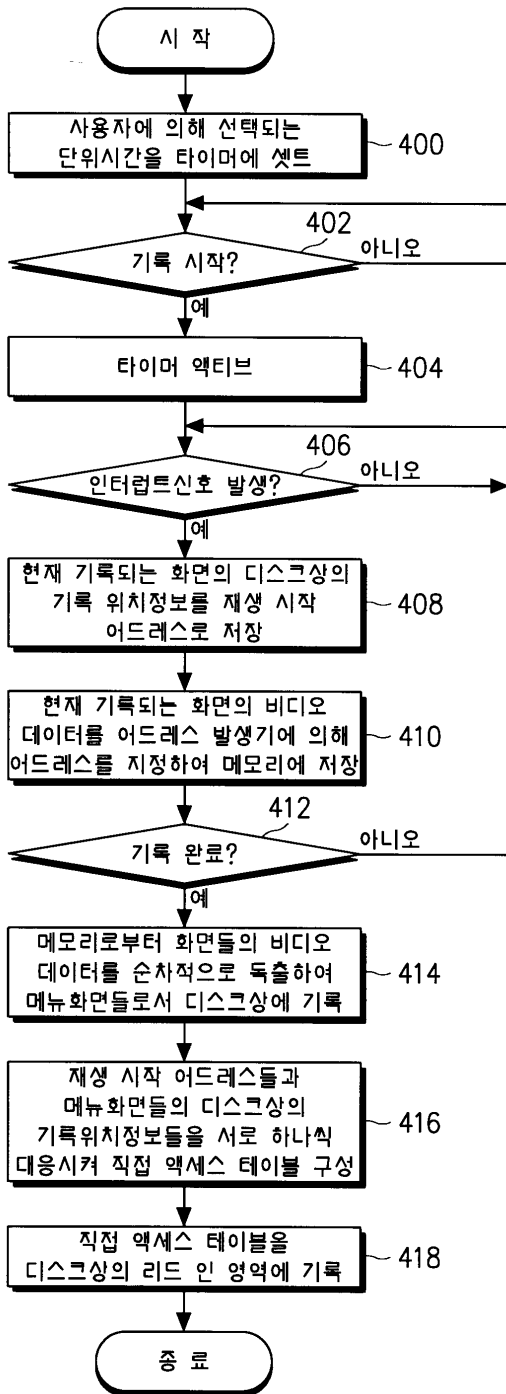 시 작
사용자에 의해 선택되는
단위시간을 타이머에 셋트
400
402
기록 시작?
아니오
예
타이머 액티브
404
406
인터럽트신호 발생?
아니오
예
현재 기록되는 화면의 디스크상의
기록 위치정보를 재생 시작
어드레스로 저장
408
현재 기록되는 화면의 비디오
데이터를 어드레스 발생기에 의해
어드레스를 지정하여 메모리에 저장
410
412
기록 완료?
아니오
예
메모리로부터 화면들의 비디오
데이터를 순차적으로 독출하여
메뉴화면들로서 디스크상에 기록
414
재생 시작 어드레스들과
메뉴화면들의 디스크상의
기록위치정보들을 서로 하나씩
대응시켜 직접 액세스 테이블 구성
416
직접 액세스 테이블을
디스크상의 리드 인 영역에 기록
418
종 료